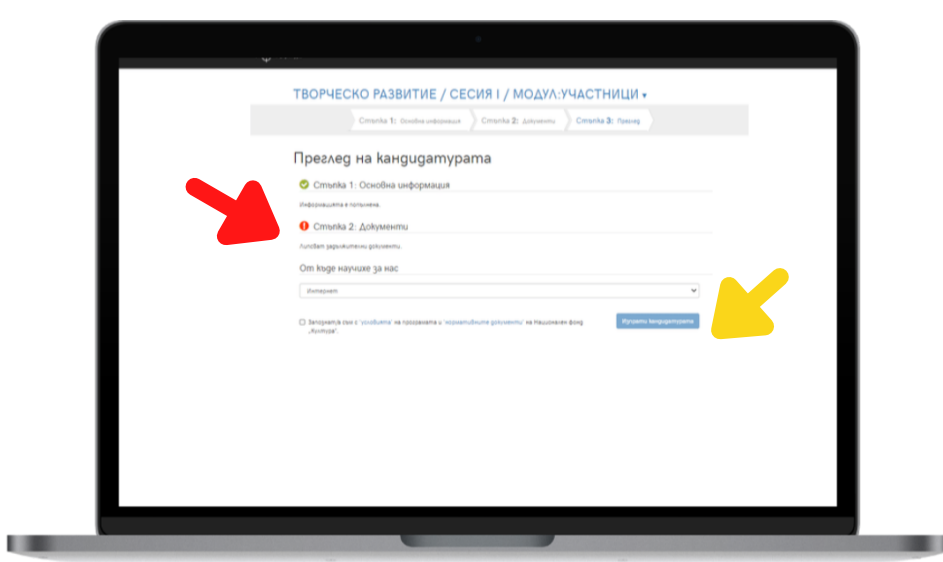 ТВОРЧЕСКО РАЗВИТИЕ / СЕСИЯ I / МОДУЛ:УЧАСТНИЦИ
Стъпка 1: Основна информация Стъпка 2: Документи Стъпка 3: Преглед
Преглед на кандидатурата
Стъпка 1: Основна информация
Информацията е попълнена.
Стъпка 2: Документи
Липсват задължителни документи.
От къде научихте за нас
Интернет
Запознат/а съм с 'условията' на програмата и 'нормативните документи' на Национален фонд
„Култура".
Изпрати кандидатурата